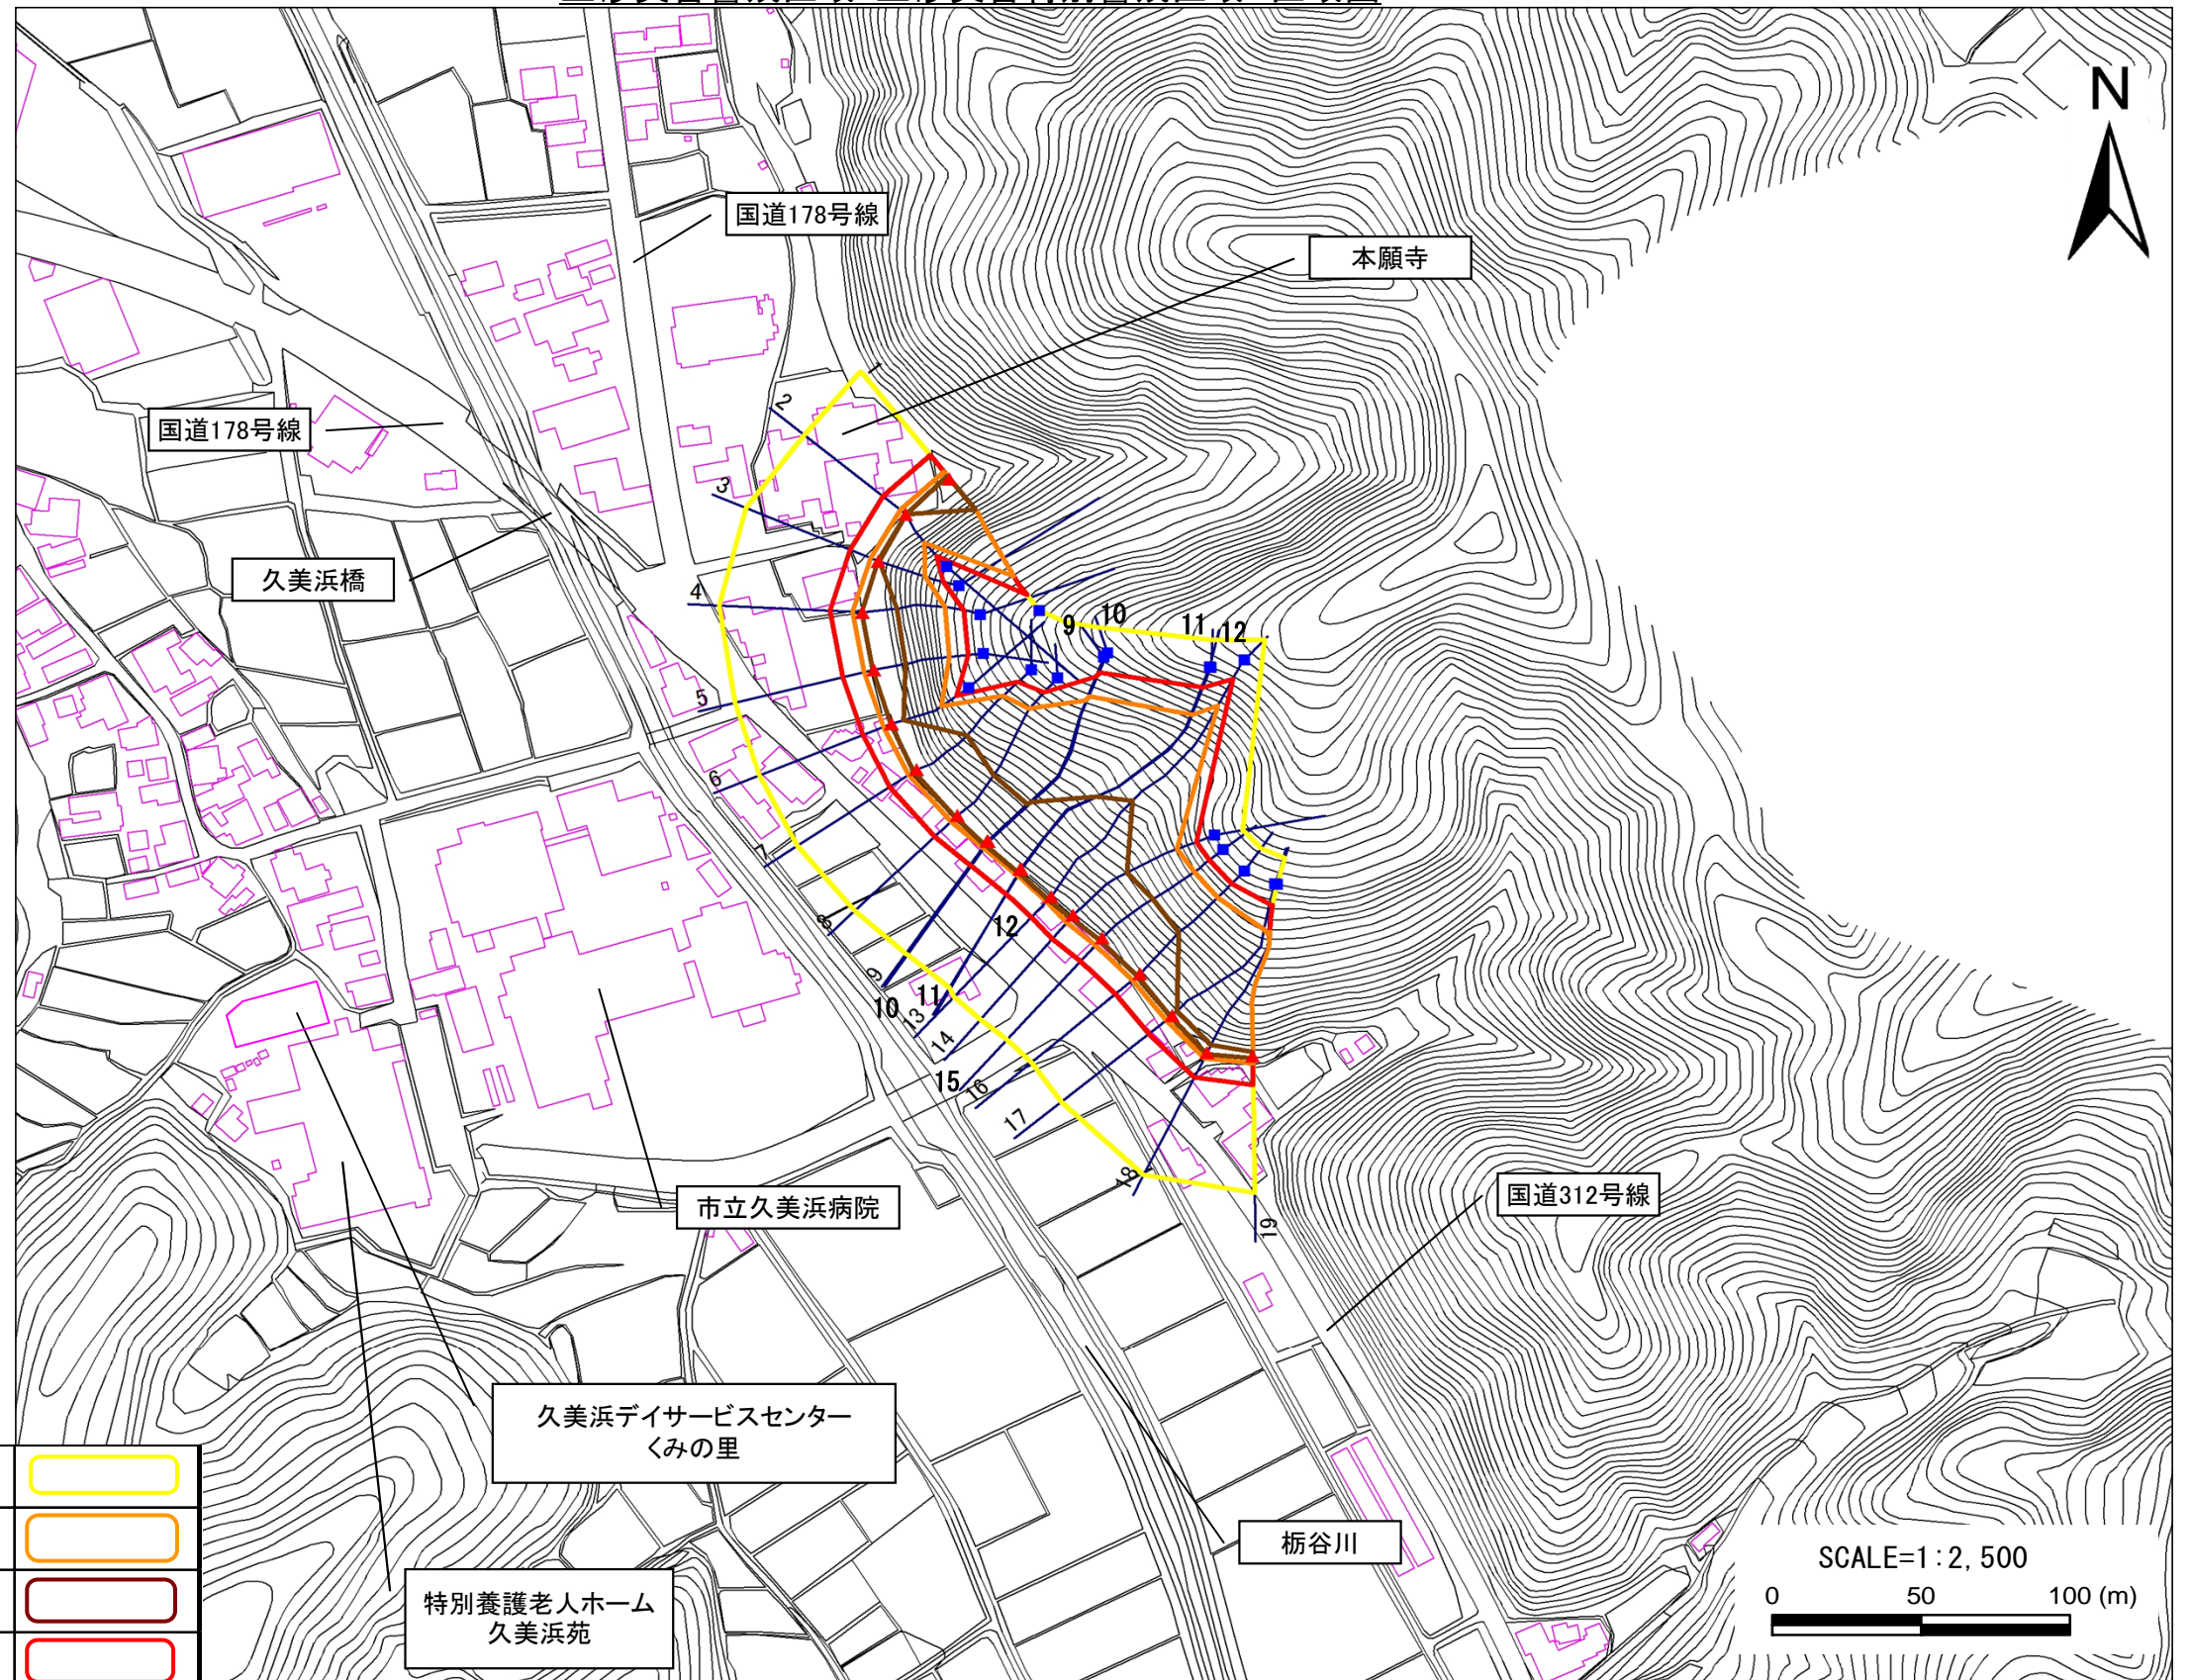 N
国道178号線
本願寺
国道178号線
久美浜橋
1
2
3
4
5
6
7
8
9
10
11
12
9
10
11
12
13
14
15
16
17
18
19
市立久美浜病院
国道312号線
久美浜デイサービスセンター
くみの里
特別養護老人ホーム
久美浜苑
栃谷川
SCALE=1:2,500
0 50 100 (m)